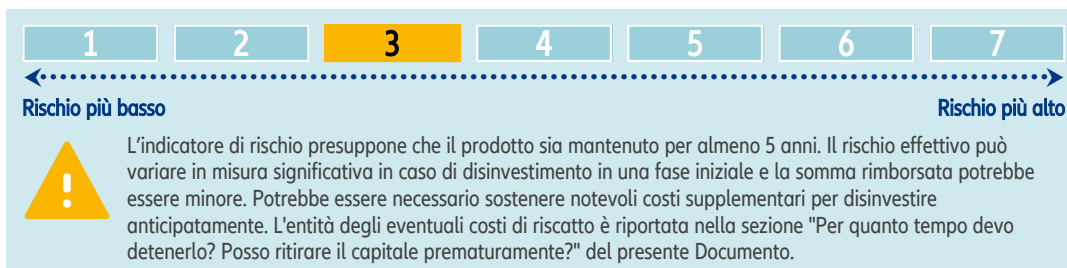 1 2 3 4 5 6 7
Rischio più basso Rischio più alto
L'indicatore di rischio presuppone che il prodotto sia mantenuto per almeno 5 anni. Il rischio effettivo può
variare in misura significativa in caso di disinvestimento in una fase iniziale e la somma rimborsata potrebbe
essere minore. Potrebbe essere necessario sostenere notevoli costi supplementari per disinvestire
anticipatamente. L'entità degli eventuali costi di riscatto è riportata nella sezione "Per quanto tempo devo
detenerlo? Posso ritirare il capitale prematuramente?" del presente Documento.